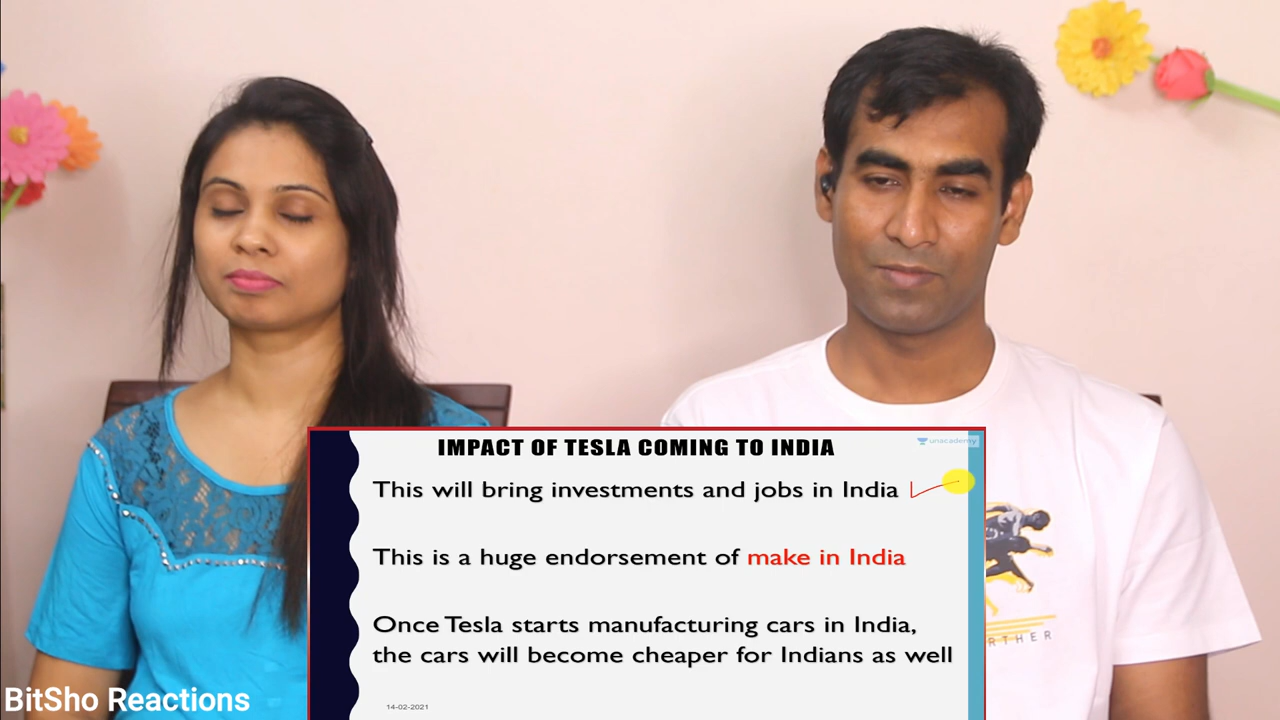 IMPACT OF TESLA COMING TO INDIA
unacademy
This will bring investments and jobs in India
This is a huge endorsement of make in India
Once Tesla starts manufacturing cars in India,
the cars will become cheaper for Indians as well
RTHER
14-02-2021
BitSho Reactions